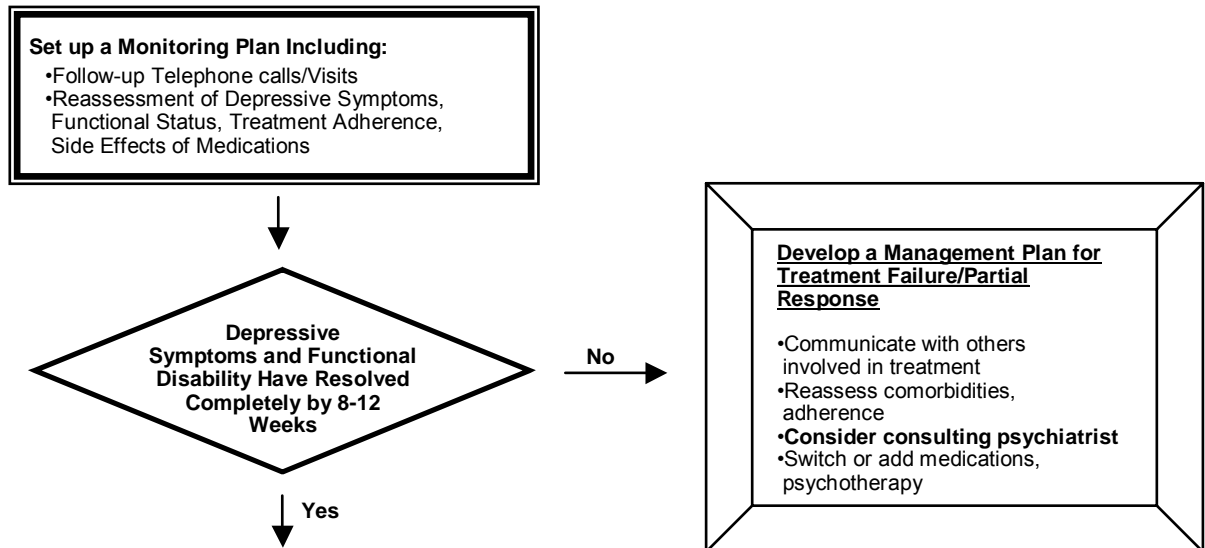 Set up a Monitoring Plan Including:
•Follow-up Telephone calls/Visits
•Reassessment of Depressive Symptoms,
Functional Status, Treatment Adherence,
Side Effects of Medications
Depressive
Symptoms and Functional
Disability Have Resolved
Completely by 8-12
Weeks
No
Yes
Develop a Management Plan for
Treatment Failure/Partial
Response
•Communicate with others
involved in treatment
•Reassess comorbidities,
adherence
•Consider consulting psychiatrist
•Switch or add medications,
psychotherapy